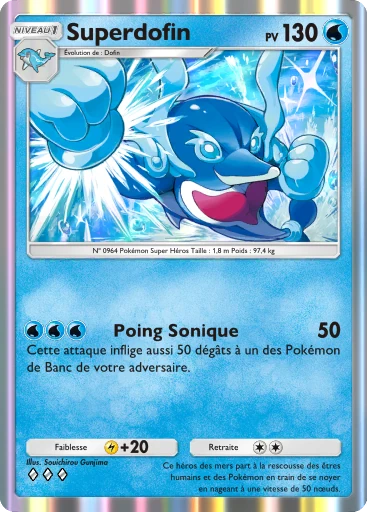 NIVEAU 1
Superdofin
PV 130
Évolution de : Dofin
N° 0964 Pokémon Super Héros Taille : 1,8 m Poids : 97,4 kg
Poing Sonique 50
Cette attaque inflige aussi 50 dégâts à un des Pokémon
de Banc de votre adversaire.
Faiblesse +20
Retraite
Illus. Souichirou Gunjima
Ce héros des mers part à la rescousse des êtres
humains et des Pokémon en train de se noyer
en nageant à une vitesse de 50 nœuds.